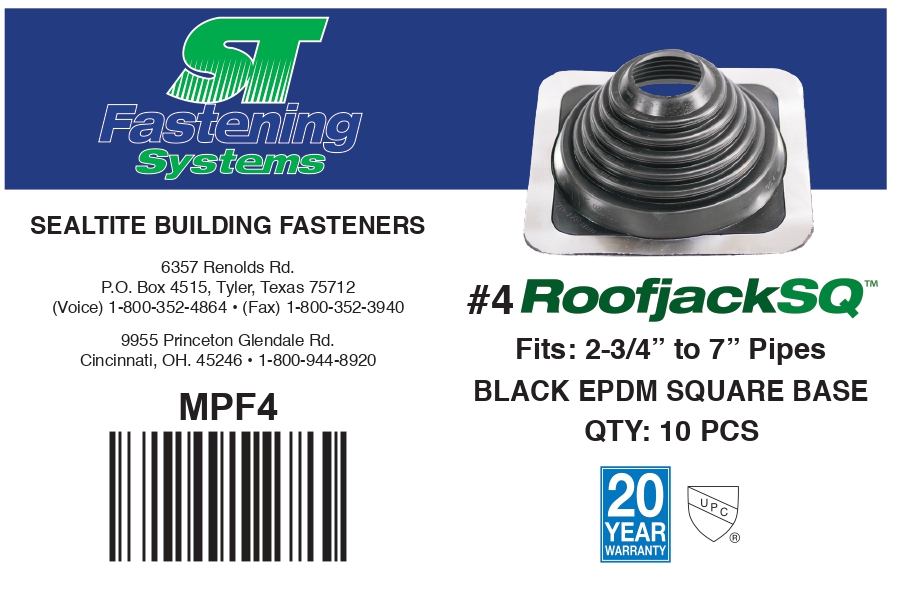 ST
Fastening
Systems
SEALTITE BUILDING FASTENERS
6357 Renolds Rd.
P.O. Box 4515, Tyler, Texas 75712
(Voice) 1-800-352-4864 • (Fax) 1-800-352-3940
9955 Princeton Glendale Rd.
Cincinnati, OH. 45246 • 1-800-944-8920
MPF4
#4 RoofjackSQ™
Fits: 2-3/4” to 7” Pipes
BLACK EPDM SQUARE BASE
QTY: 10 PCS
20
YEAR
WARRANTY
UPC
®